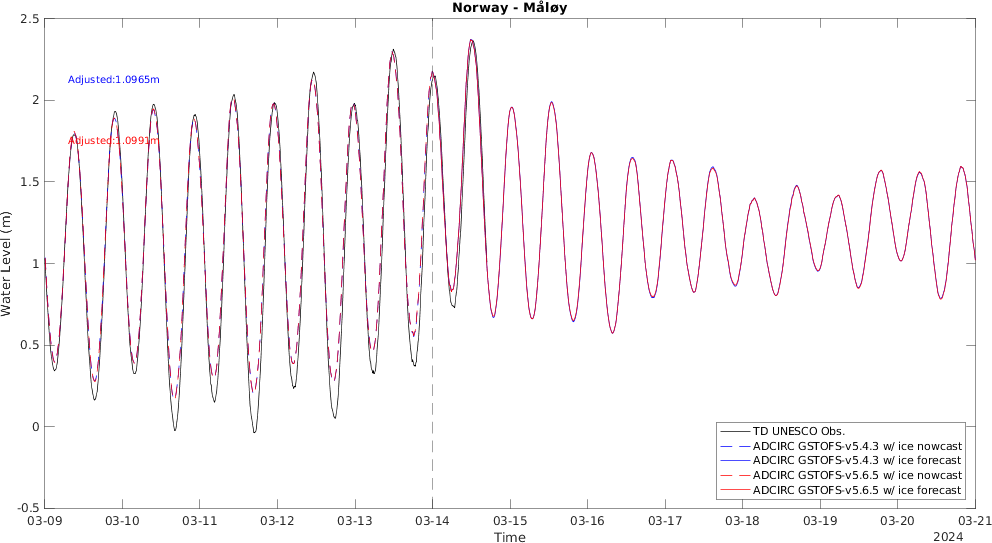 Norway - Måløy
2.5
Adjusted:1.0965m
2
Adjusted:1.0991m
1.5
Water Level (m)
1
0.5
0
TD UNESCO Obs.
ADCIRC GSTOFS-v5.4.3 w/ ice nowcast
ADCIRC GSTOFS-v5.4.3 w/ ice forecast
ADCIRC GSTOFS-v5.6.5 w/ ice nowcast
ADCIRC GSTOFS-v5.6.5 w/ ice forecast
-0.5
03-09 03-10 03-11 03-12 03-13 03-14 03-15 03-16 03-17 03-18 03-19 03-20 03-21
Time
2024